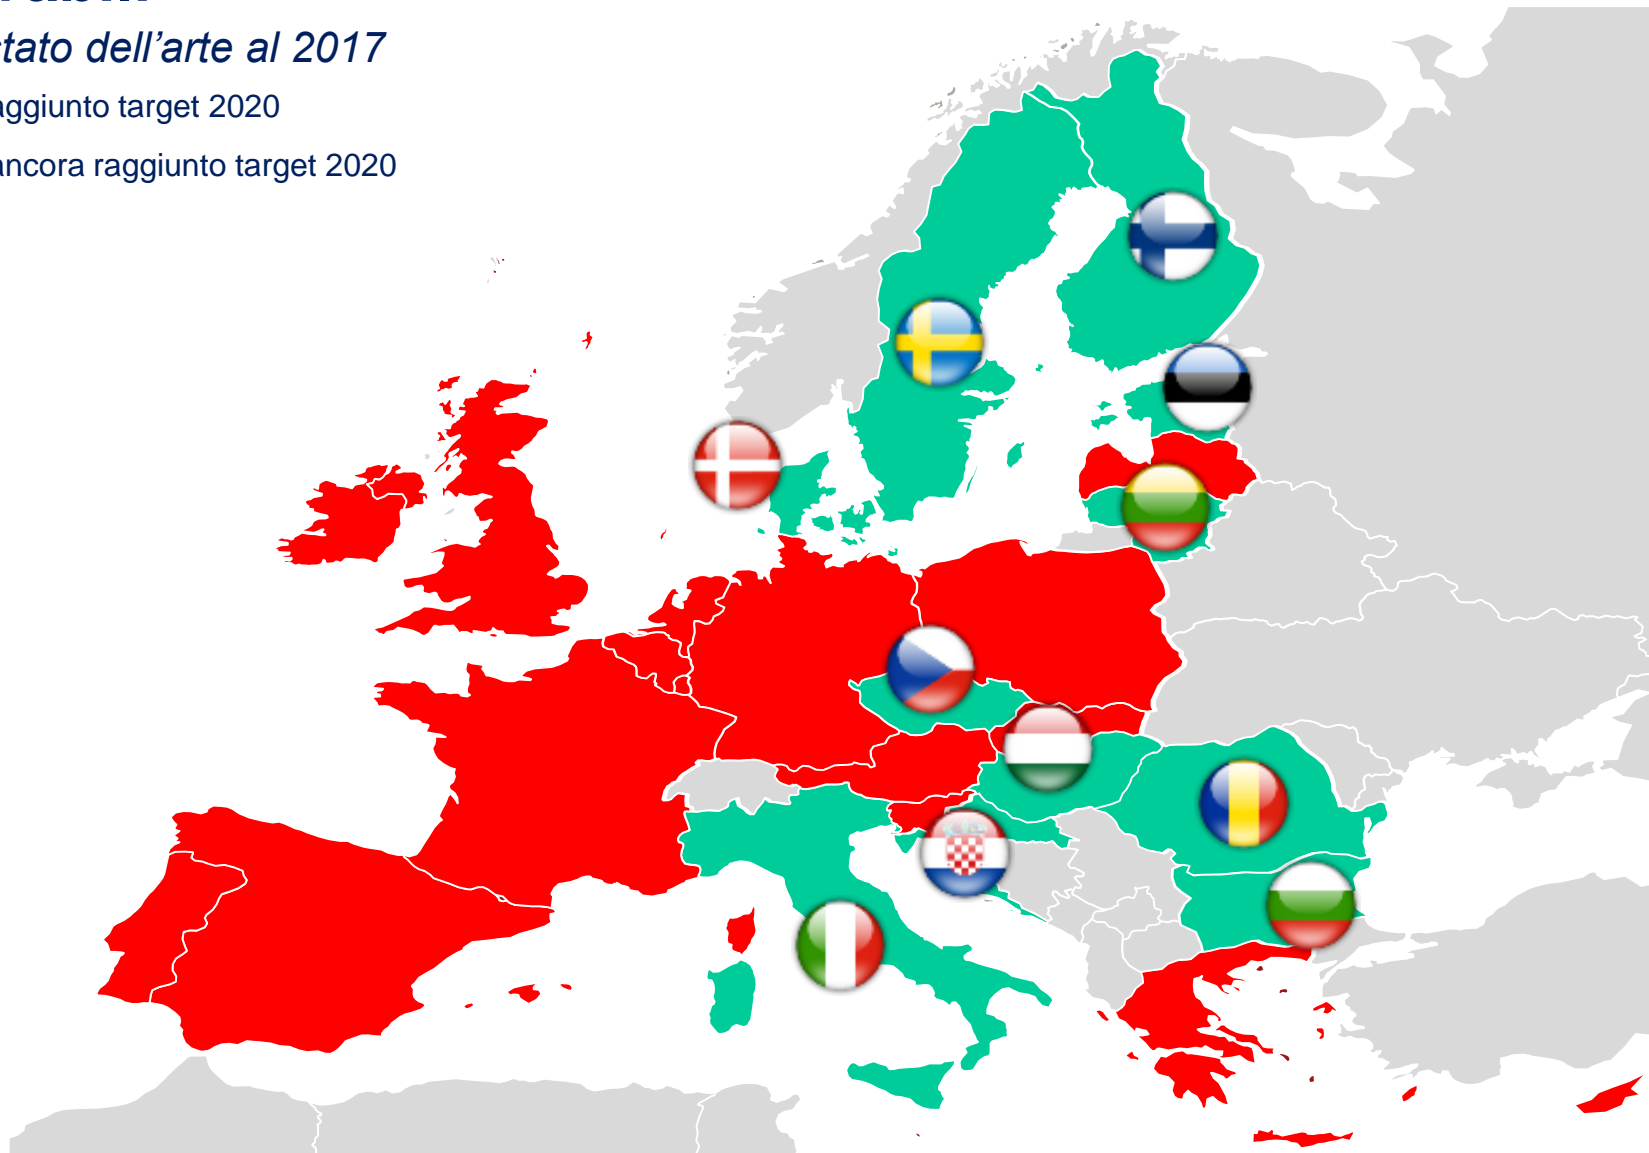 tato dell’arte al 2017
aggiunto target 2020
ancora raggiunto target 2020